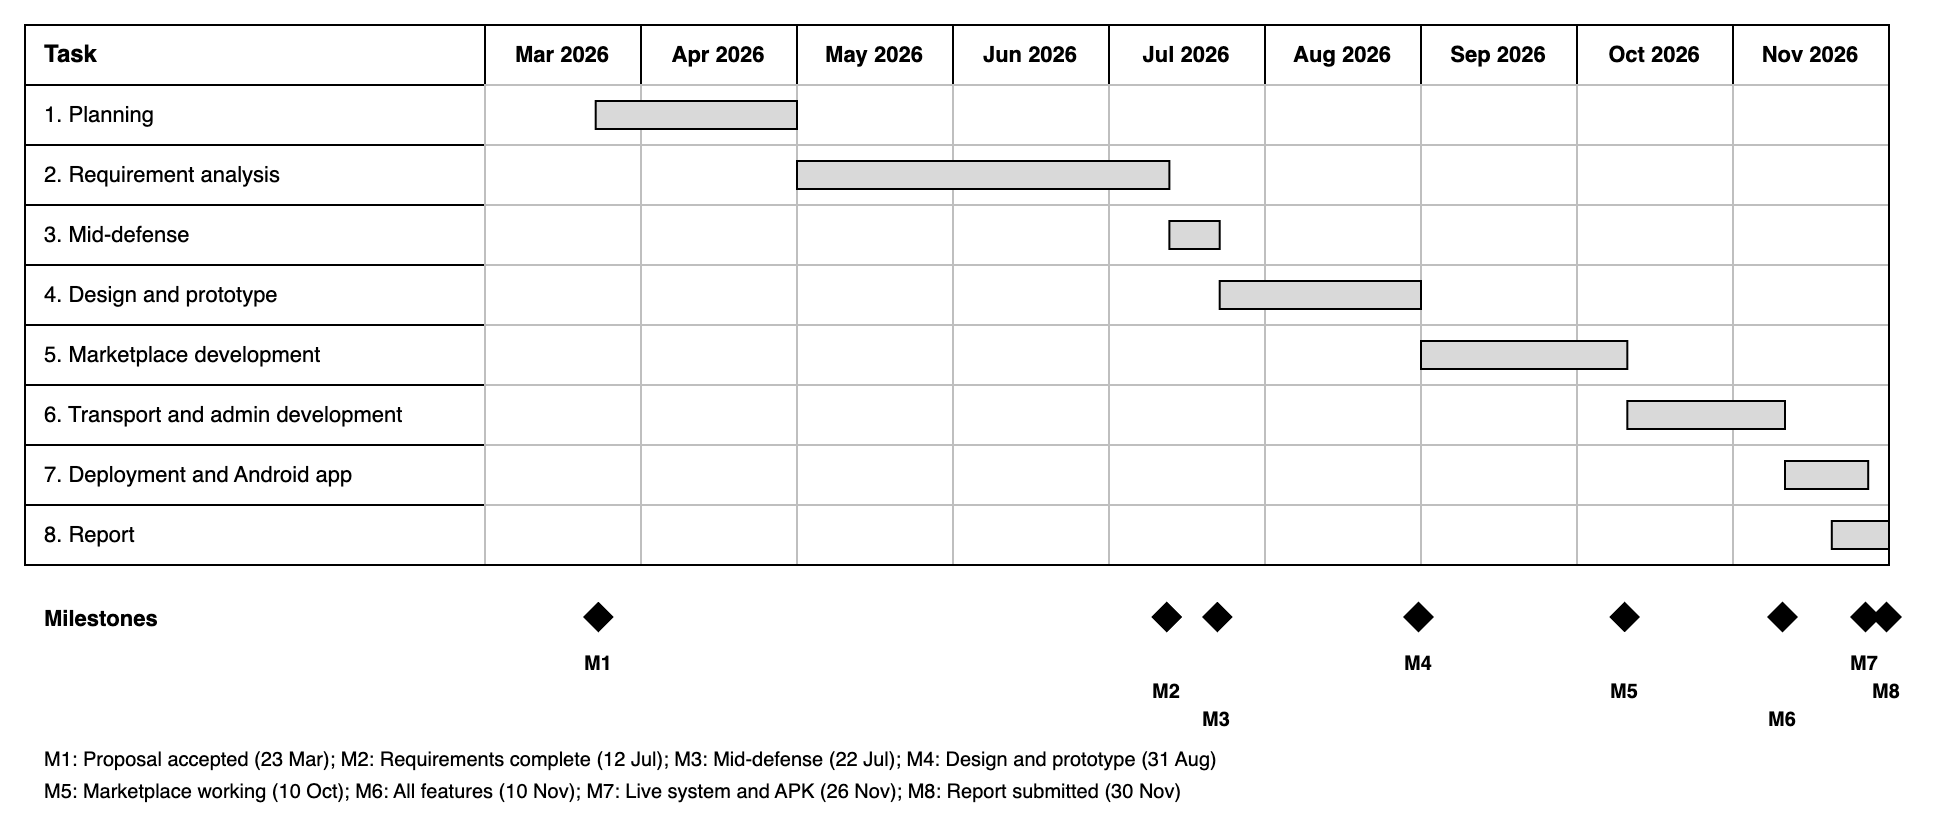 Task Mar 2026 Apr 2026 May 2026 Jun 2026 Jul 2026 Aug 2026 Sep 2026 Oct 2026 Nov 2026
1. Planning
2. Requirement analysis
3. Mid-defense
4. Design and prototype
5. Marketplace development
6. Transport and admin development
7. Deployment and Android app
8. Report
Milestones
M1 M4 M7
M2 M5 M8
M3 M6
M1: Proposal accepted (23 Mar); M2: Requirements complete (12 Jul); M3: Mid-defense (22 Jul); M4: Design and prototype (31 Aug)
M5: Marketplace working (10 Oct); M6: All features (10 Nov); M7: Live system and APK (26 Nov); M8: Report submitted (30 Nov)